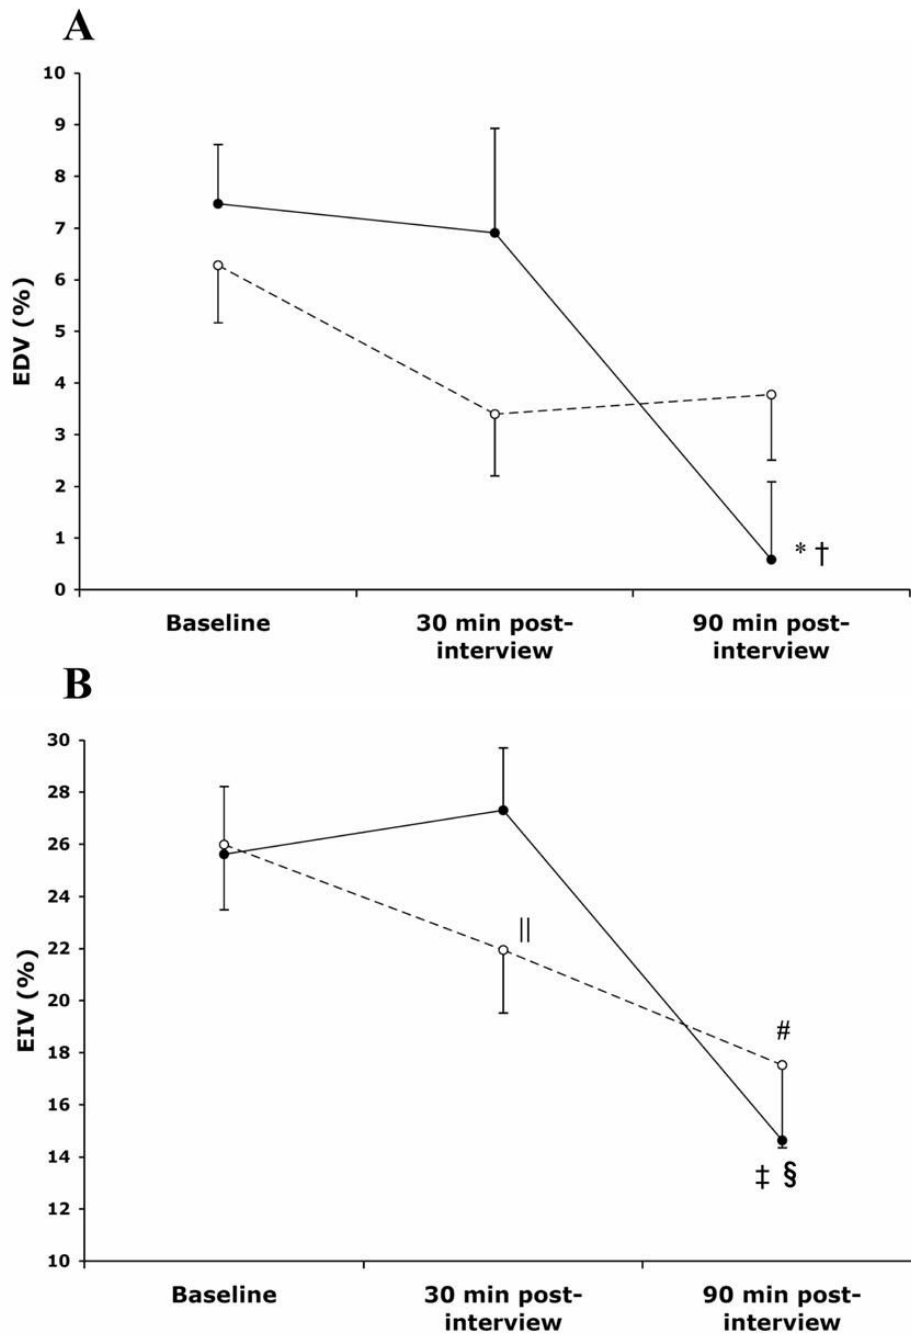 A
10
9
8
7
6
5
4
3
2
1
0
EDV (%)
* †
Baseline
30 min post-
interview
90 min post-
interview
B
30
28
26
24
22
20
18
16
14
12
10
EIV (%)
||
#
‡ §
Baseline
30 min post-
interview
90 min post-
interview